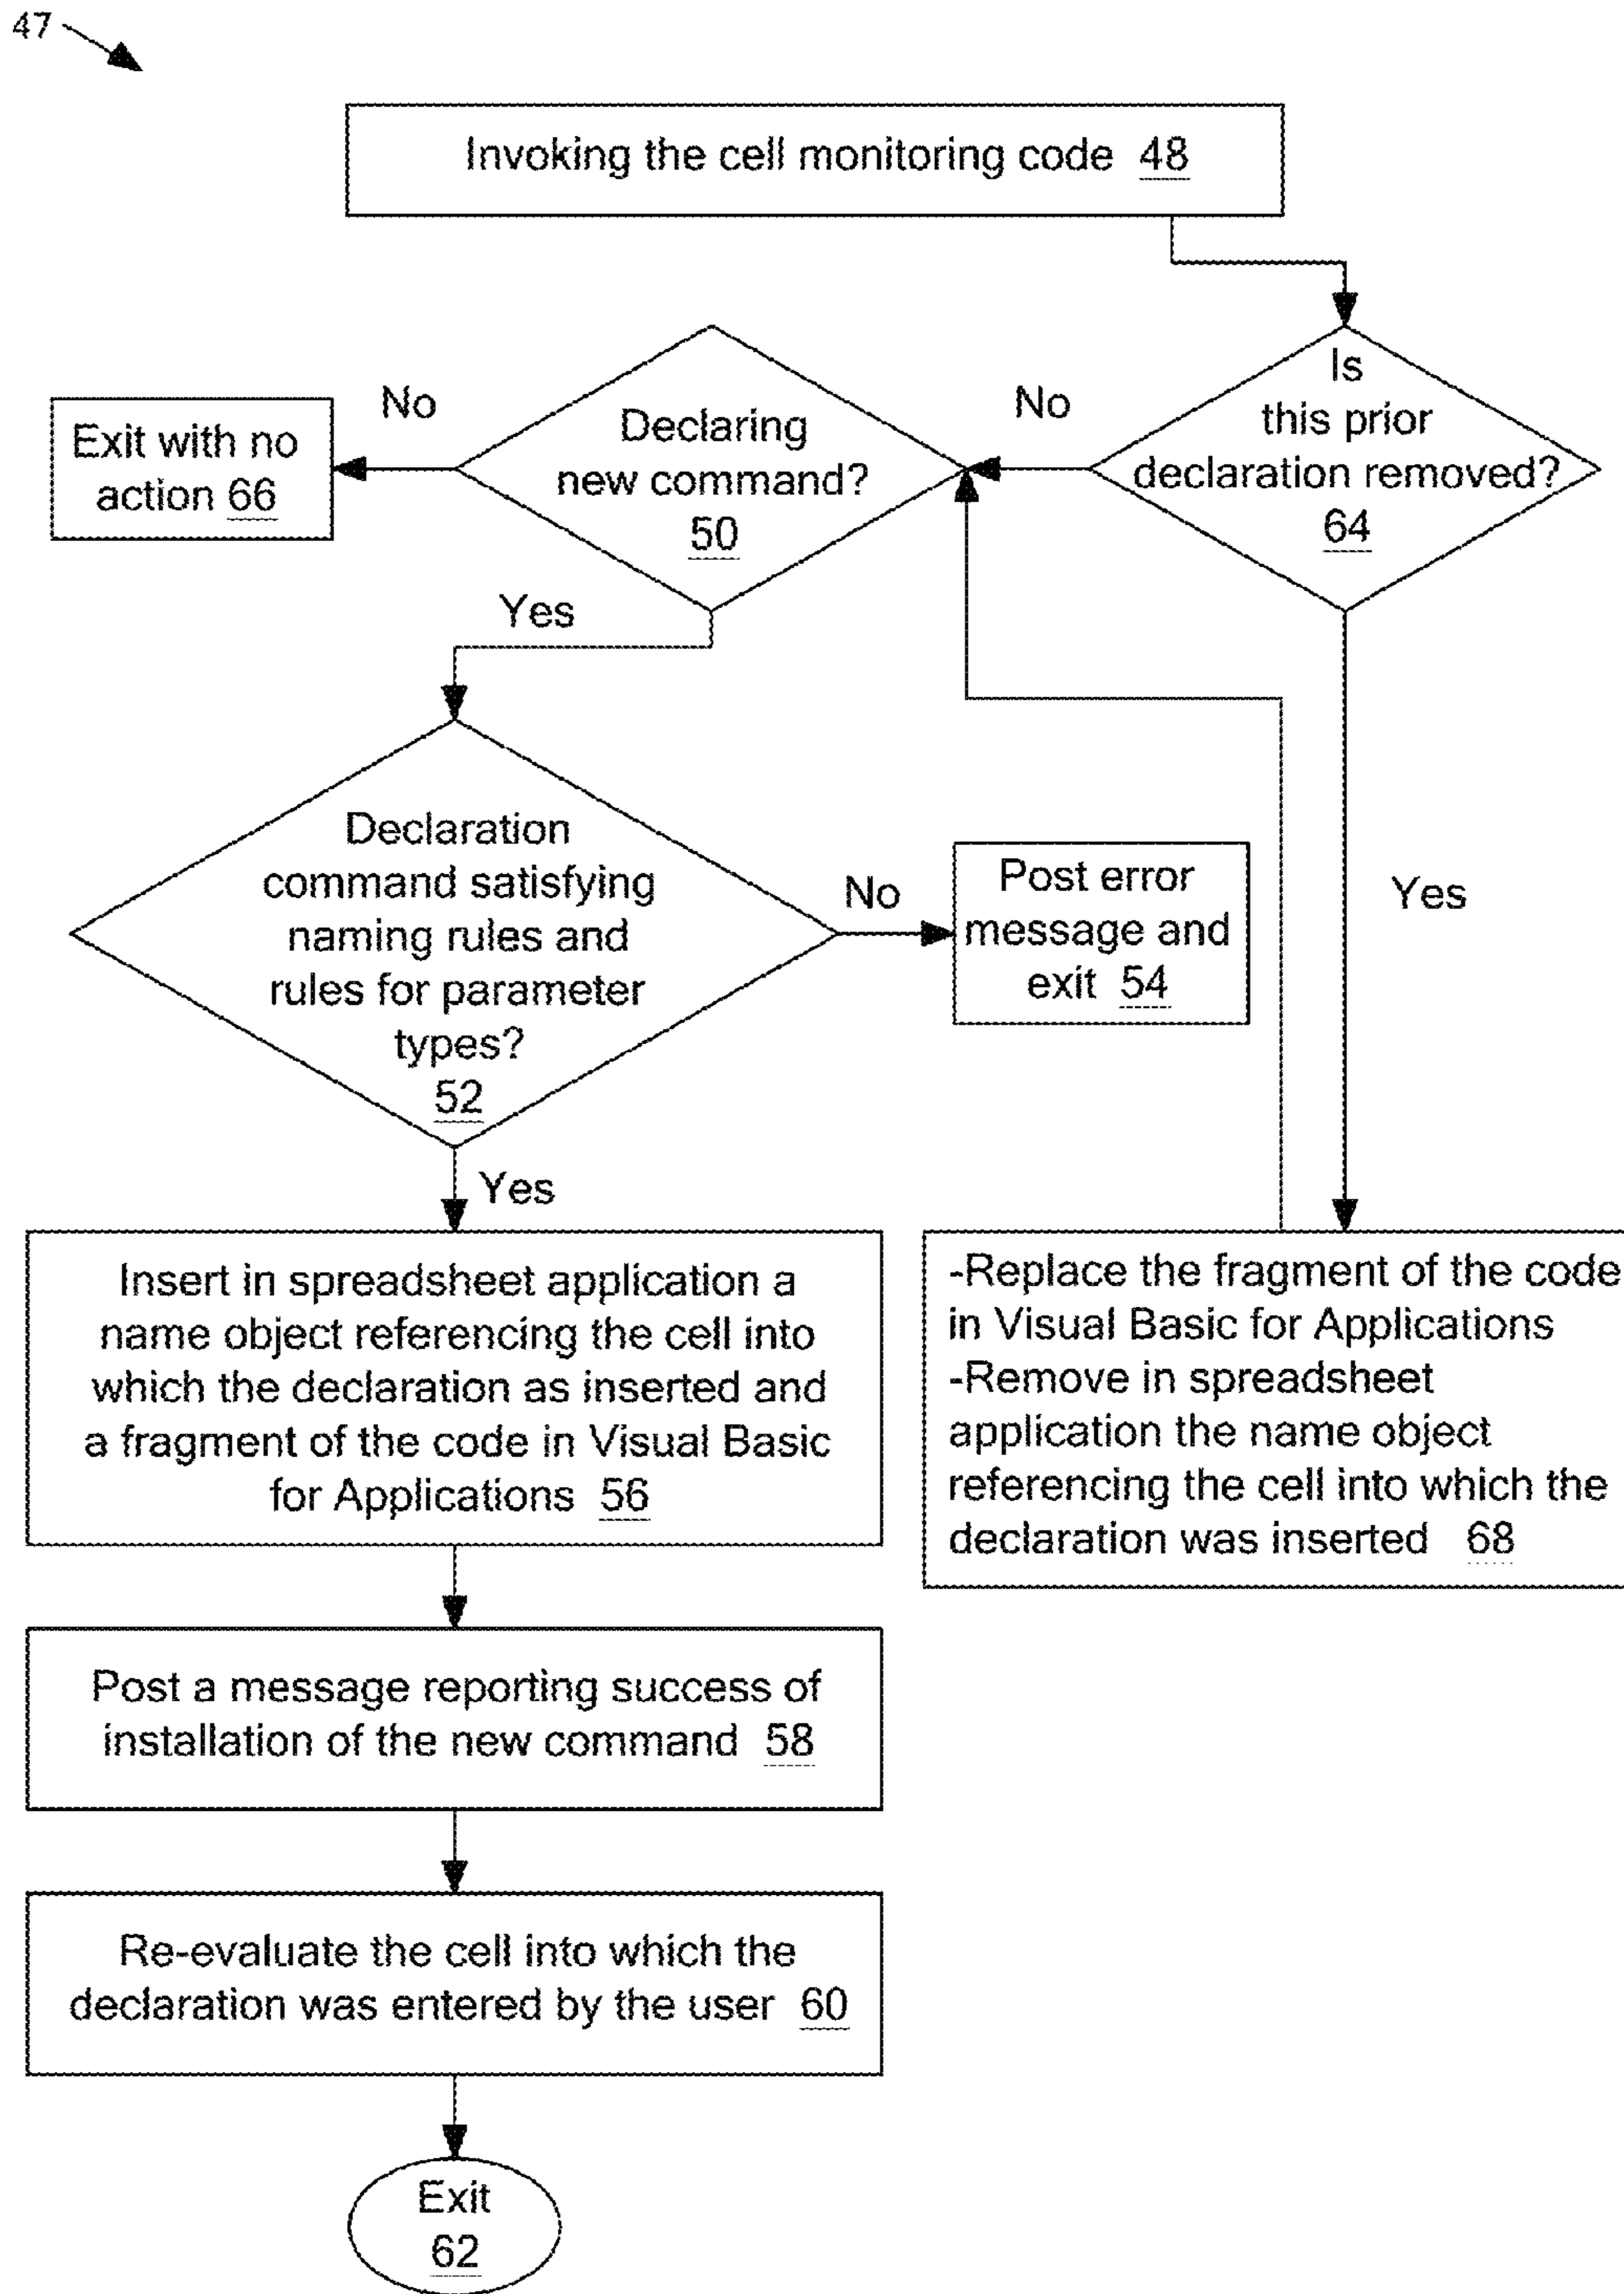 47
Invoking the cell monitoring code 48
Is
this prior
declaration removed?
64
No
Declaring
new command?
50
No
Exit with no
action 66
Yes
Declaration
command satisfying
naming rules and
rules for parameter
types?
52
No
Post error
message and
exit 54
Yes
Yes
Insert in spreadsheet application a
name object referencing the cell into
which the declaration as inserted and
a fragment of the code in Visual Basic
for Applications 56
-Replace the fragment of the code
in Visual Basic for Applications
-Remove in spreadsheet
application the name object
referencing the cell into which the
declaration was inserted 68
Post a message reporting success of
installation of the new command 58
Re-evaluate the cell into which the
declaration was entered by the user 60
Exit
62